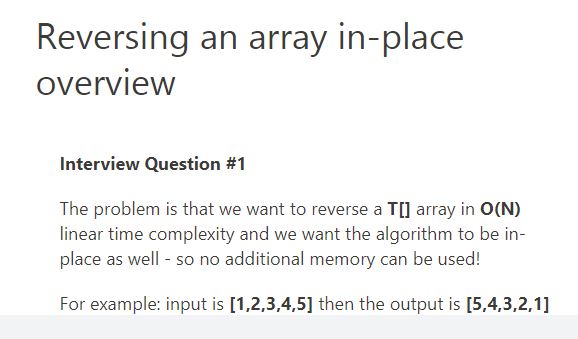 Reversing an array in-place
overview
Interview Question #1
The problem is that we want to reverse a T[] array in O(N)
linear time complexity and we want the algorithm to be in-
place as well - so no additional memory can be used!
For example: input is [1,2,3,4,5] then the output is [5,4,3,2,1]